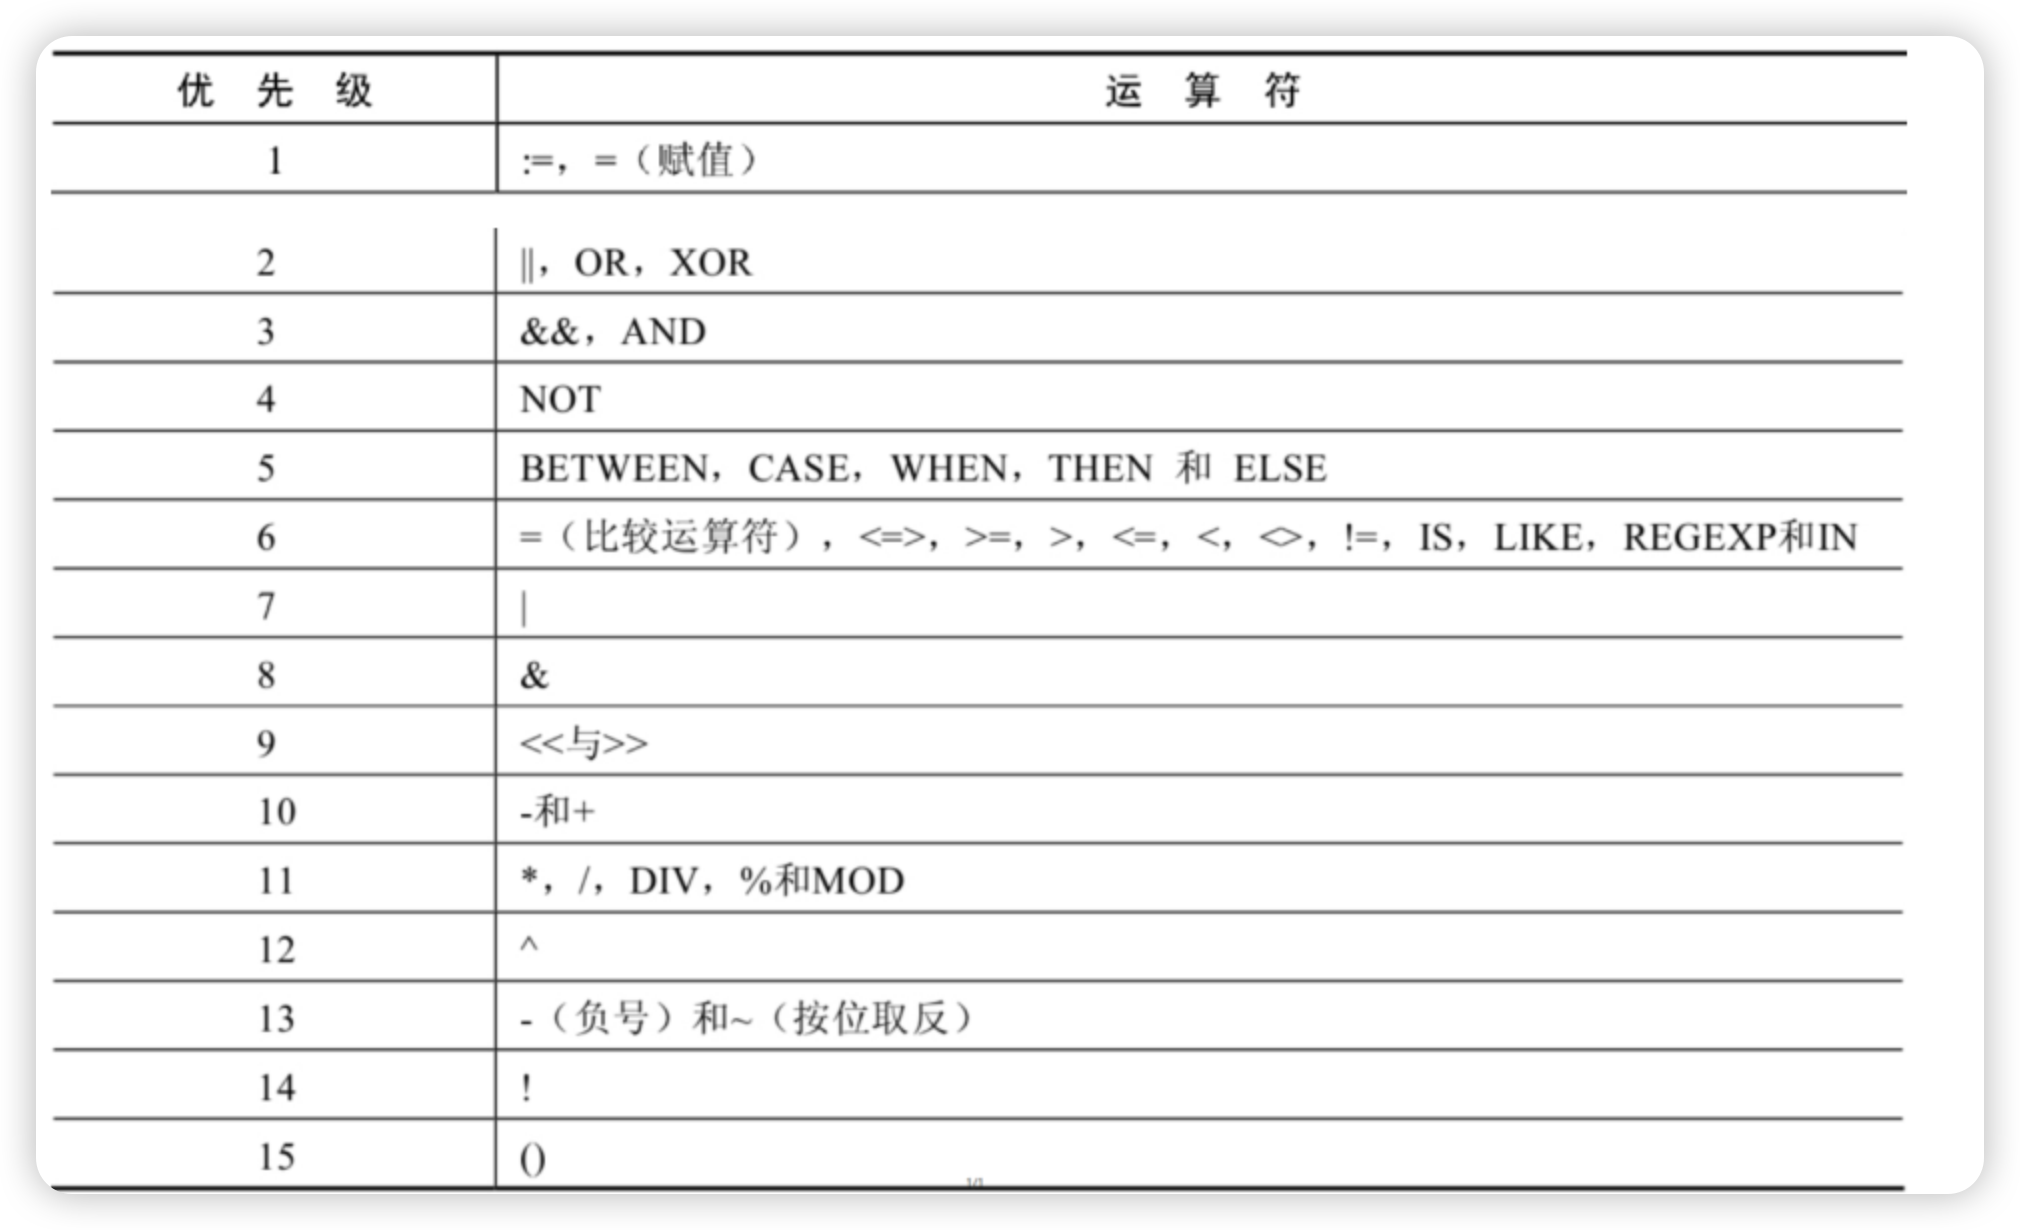 优 先 级 运 算 符
1 :=，=（赋值）
2 ||，OR，XOR
3 &&，AND
4 NOT
5 BETWEEN，CASE，WHEN，THEN 和 ELSE
6 =（比较运算符），<=>，>=，>，<=，<，<>，!=，IS，LIKE，REGEXP和IN
7 |
8 &
9 <<与>>
10 -和+
11 *，/，DIV，%和MOD
12 ^
13 -（负号）和~（按位取反）
14 !
15 ()
1/1